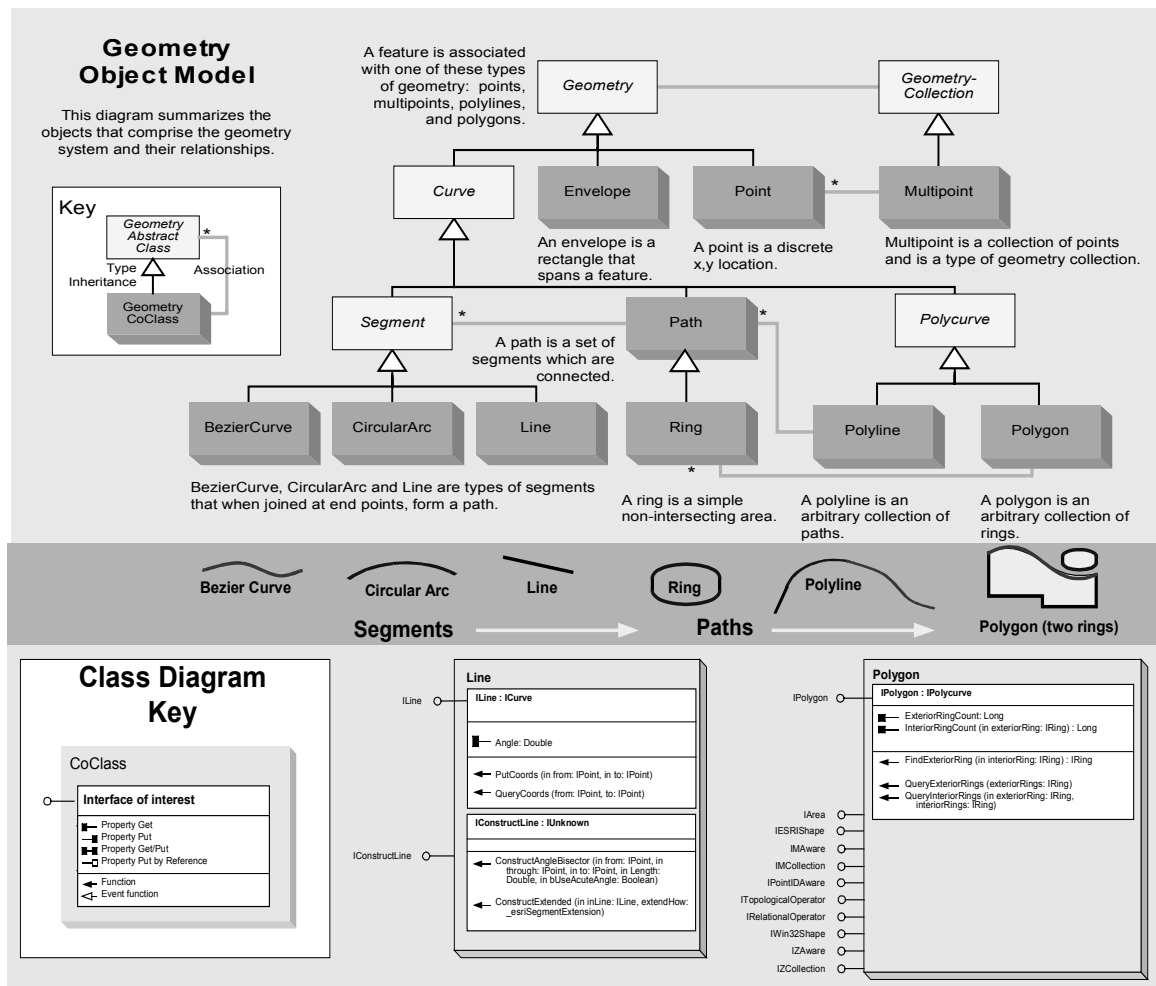 Geometry
Object Model
This diagram summarizes the
objects that comprise the geometry
system and their relationships.
Key
Geometry
Abstract
Class
*
Type
Inheritance
Association
Geometry
CoClass
A feature is associated
with one of these types
of geometry: points,
multipoints, polylines,
and polygons.
Geometry
Geometry-
Collection
Curve
Envelope
Point
*
Multipoint
An envelope is a
rectangle that
spans a feature.
A point is a discrete
x,y location.
Multipoint is a collection of points
and is a type of geometry collection.
Segment
*
Path
*
Polycurve
A path is a set of
segments which are
connected.
BezierCurve
CircularArc
Line
Ring
*
Polyline
Polygon
BezierCurve, CircularArc and Line are types of segments
that when joined at end points, form a path.
A ring is a simple
non-intersecting area.
A polyline is an
arbitrary collection of
paths.
A polygon is an
arbitrary collection of
rings.
Bezier Curve
Circular Arc
Line
Ring
Polyline
Polygon (two rings)
Segments
Paths
Class Diagram
Key
CoClass
Interface of interest
Property Get
Property Put
Property Get/Put
Property Put by Reference
Function
Event function
Line
ILine
ILine : ICurve
Angle: Double
PutCoords (in from: IPoint, in to: IPoint)
QueryCoords (from: IPoint, to: IPoint)
IConstructLine
IConstructLine : IUnknown
ConstructAngleBisector (in from: IPoint, in
through: IPoint, in to: IPoint, in Length:
Double, in bUseAcuteAngle: Boolean)
ConstructExtended (in inLine: ILine, extendHow:
_esriSegmentExtension)
Polygon
IPolygon
IPolygon : IPolycurve
ExteriorRingCount: Long
InteriorRingCount (in exteriorRing: IRing) : Long
FindExteriorRing (in interiorRing: IRing) : IRing
QueryExteriorRings (exteriorRings: IRing)
QueryInteriorRings (in exteriorRing: IRing,
interiorRings: IRing)
IArea
IESRIShape
IMAware
IMCollection
IPointIDAware
ITopologicalOperator
IRelationalOperator
IWin32Shape
IZAware
IZCollection